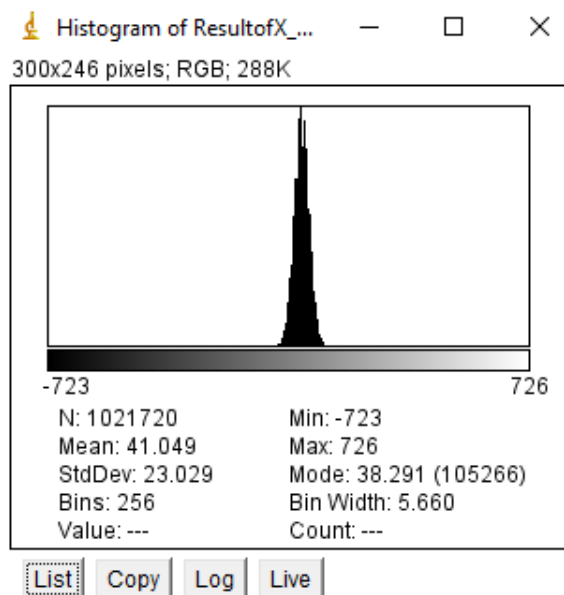 Histogram of ResultofX_...
300x246 pixels; RGB; 288K
-723 726
N: 1021720 Min: -723
Mean: 41.049 Max: 726
StdDev: 23.029 Mode: 38.291 (105266)
Bins: 256 Bin Width: 5.660
Value: --- Count: ---
List Copy Log Live